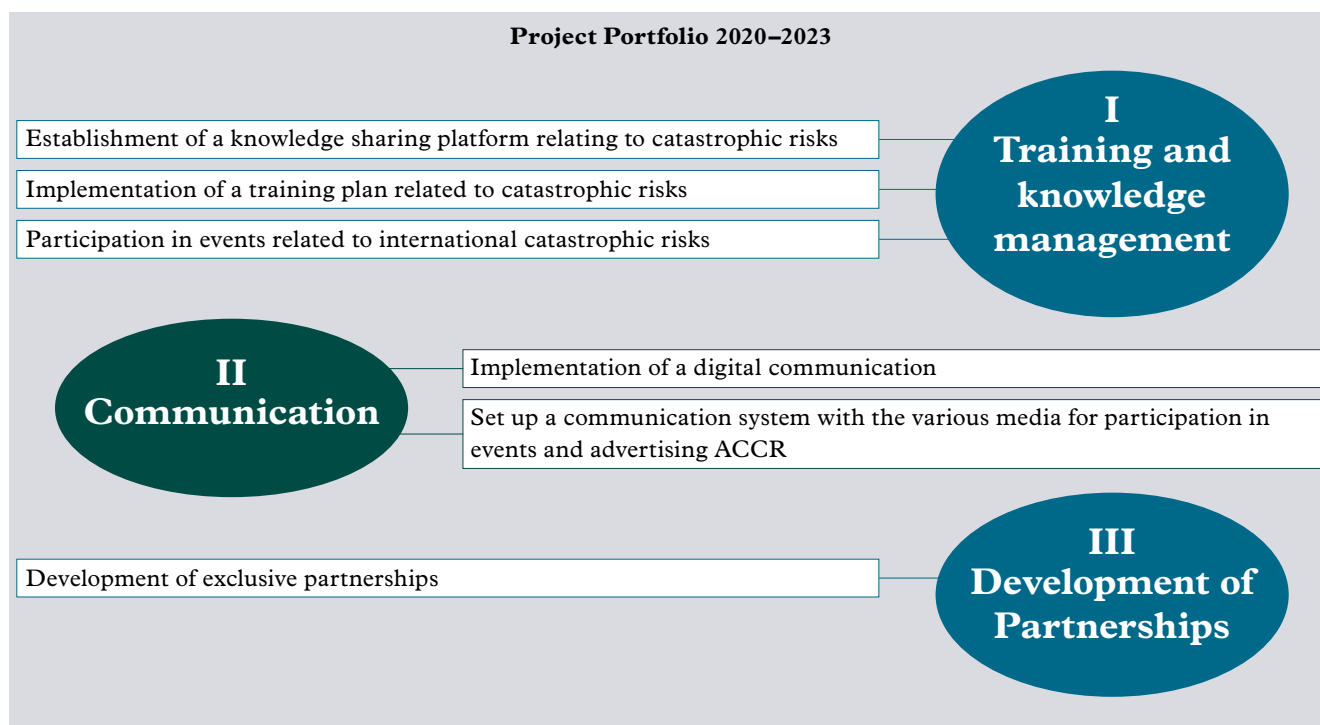 Project Portfolio 2020–2023
I
Training and
knowledge
management
Establishment of a knowledge sharing platform relating to catastrophic risks
Implementation of a training plan related to catastrophic risks
Participation in events related to international catastrophic risks
II
Communication
Implementation of a digital communication
Set up a communication system with the various media for participation in
events and advertising ACCR
III
Development of
Partnerships
Development of exclusive partnerships